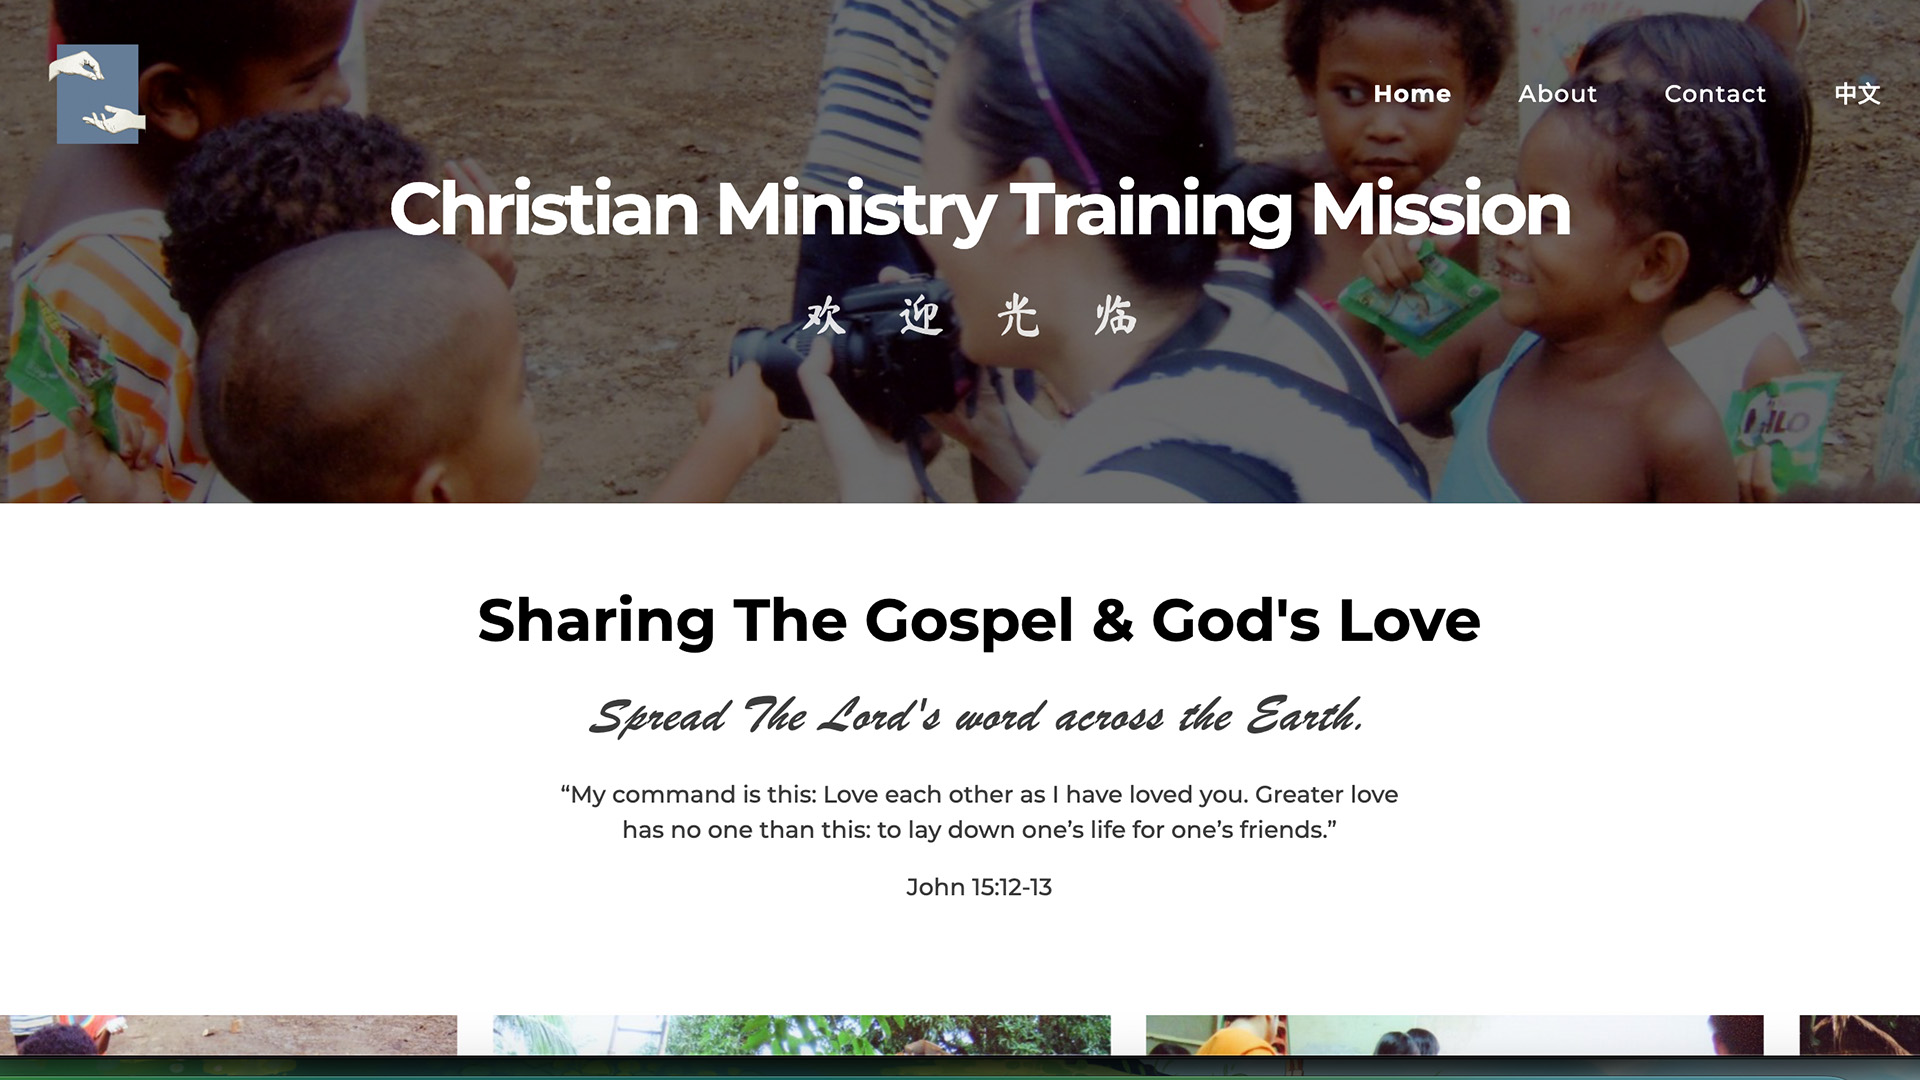 Home About Contact 中文
Christian Ministry Training Mission
欢 迎 光 临
MILO
Sharing The Gospel & God's Love
Spread The Lord's word across the Earth.
“My command is this: Love each other as I have loved you. Greater love
has no one than this: to lay down one’s life for one’s friends.”
John 15:12-13